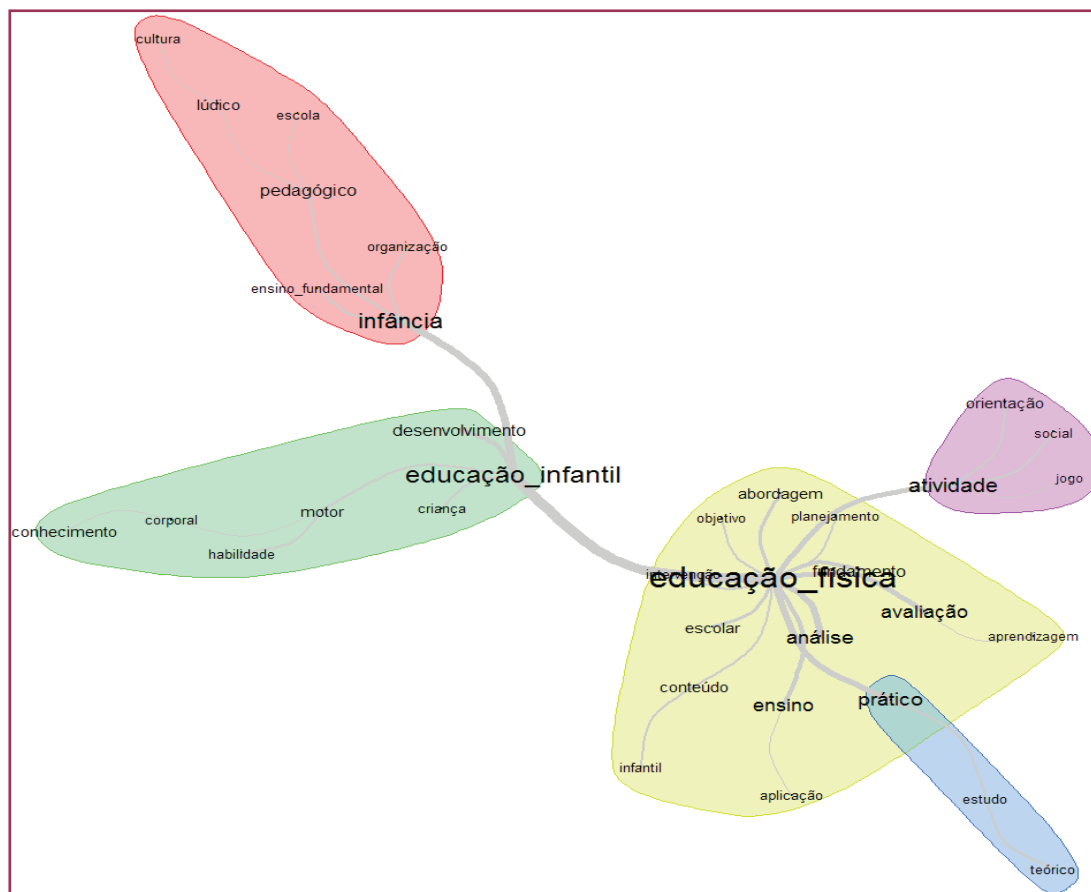 cultura
lúdico
escola
pedagógico
organização
ensino_fundamental
infância
desenvolvimento
educação_infantil
criança
motor
corporal
conhecimento
habilidade
orientação
social
jogo
atividade
abordagem
objetivo
planejamento
intervenção
fundamento
educação_física
avaliação
escolar
análise
aprendizagem
conteúdo
ensino
prático
infantil
aplicação
estudo
teórico